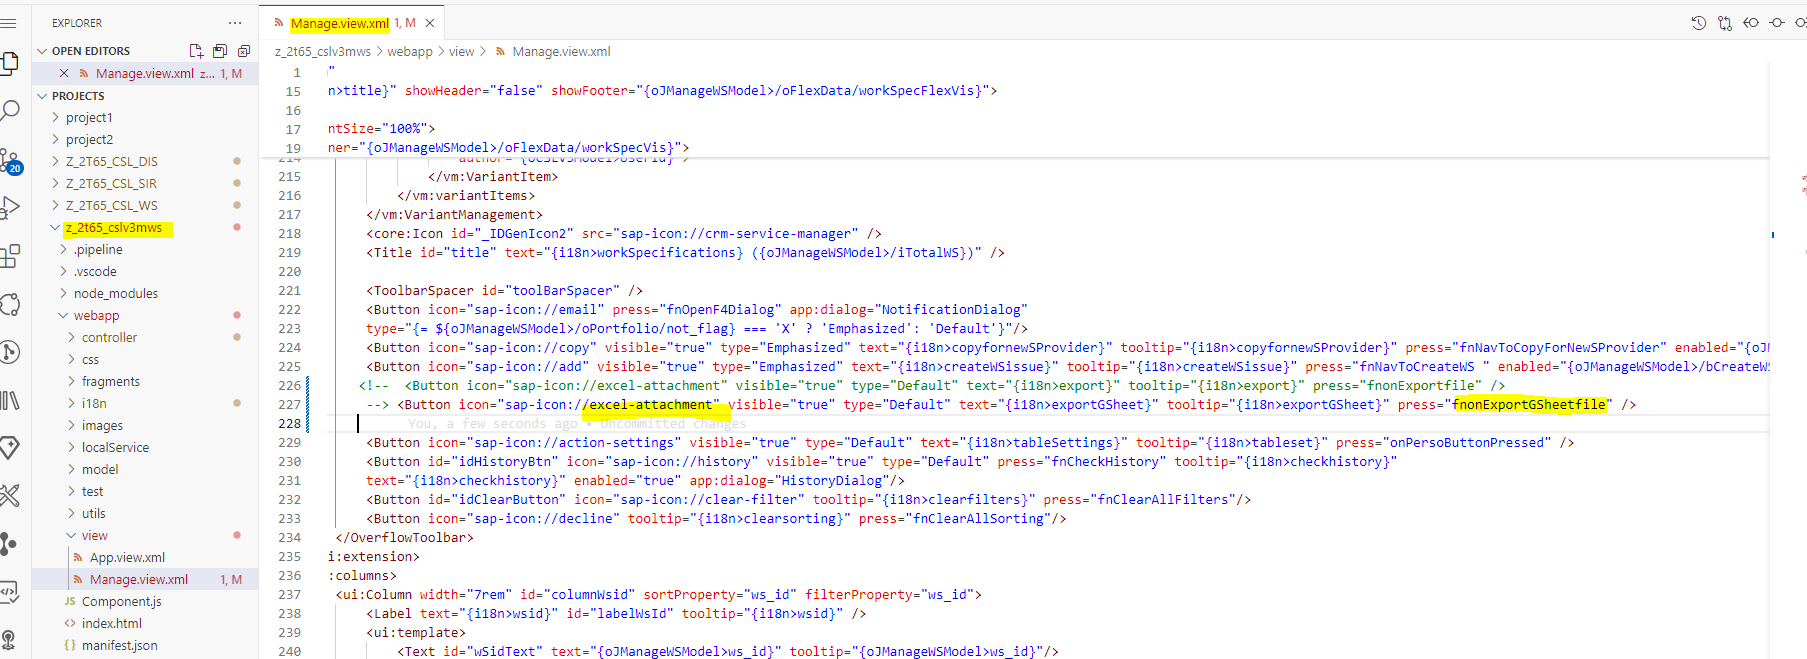 EXPLORER
Manage.view.xml 1, M
OPEN EDITORS
z_2t65_cslv3mws > webapp > view > Manage.view.xml
Manage.view.xml z... 1, M
1 "
PROJECTS
15 n>title}" showHeader="false" showFooter="{oJManageWSModel>/oFlexData/workSpecFlexVis}">
project1
16
project2
17 ntSize="100%">
Z_2T65_CSL_DIS
19 ner="{oJManageWSModel>/oFlexData/workSpecVis}">
20
Z_2T65_CSL_SIR
215 </vm:VariantItem>
216 </vm:variantItems>
Z_2T65_CSL_WS
217 </vm:VariantManagement>
z_2t65_cslv3mws
218 <core:Icon id="_IDGenIcon2" src="sap-icon://crm-service-manager" />
.pipeline
219 <Title id="title" text="{i18n>workSpecifications} ({oJManageWSModel>/iTotalWS})" />
.vscode
220
node_modules
221 <ToolbarSpacer id="toolBarSpacer" />
222 <Button icon="sap-icon://email" press="fnOpenF4Dialog" app:dialog="NotificationDialog"
webapp
223 type="{= ${oJManageWSModel>/oPortfolio/not_flag} === 'X' ? 'Emphasized': 'Default'}"/>
controller
224 <Button icon="sap-icon://copy" visible="true" type="Emphasized" text="{i18n>copyfornewSProvider}" tooltip="{i18n>copyfornewSProvider}" press="fnNavToCopyForNewSProvider" enabled="{oJM
css
225 <Button icon="sap-icon://add" visible="true" type="Emphasized" text="{i18n>createWSissue}" tooltip="{i18n>createWSissue}" press="fnNavToCreateWS " enabled="{oJManageWSModel>/bCreateWS
fragments
226 <!-- <Button icon="sap-icon://excel-attachment" visible="true" type="Default" text="{i18n>export}" tooltip="{i18n>export}" press="fnonExportfile" />
i18n
227 --> <Button icon="sap-icon://excel-attachment" visible="true" type="Default" text="{i18n>exportGSheet}" tooltip="{i18n>exportGSheet}" press="fnonExportGSheetfile" />
images
228 You, a few seconds ago • Uncommitted changes
localService
229 <Button icon="sap-icon://action-settings" visible="true" type="Default" text="{i18n>tableSettings}" tooltip="{i18n>tableset}" press="onPersoButtonPressed" />
model
230 <Button id="idHistoryBtn" icon="sap-icon://history" visible="true" type="Default" press="fnCheckHistory" tooltip="{i18n>checkhistory}"
test
231 text="{i18n>checkhistory}" enabled="true" app:dialog="HistoryDialog"/>
232 <Button id="idClearButton" icon="sap-icon://clear-filter" tooltip="{i18n>clearfilters}" press="fnClearAllFilters"/>
utils
233 <Button icon="sap-icon://decline" tooltip="{i18n>clearsorting}" press="fnClearAllSorting"/>
view
234 </OverflowToolbar>
App.view.xml
235 i:extension>
Manage.view.xml 1, M
236 :columns>
Component.js
237 <ui:Column width="7rem" id="columnWsid" sortProperty="ws_id" filterProperty="ws_id">
index.html
238 <Label text="{i18n>wsid}" id="labelWsId" tooltip="{i18n>wsid}" />
239 <ui:template>
manifest.json
240 <Text id="wSidText" text="{oJManageWSModel>ws_id}" tooltip="{oJManageWSModel>ws_id}"/>